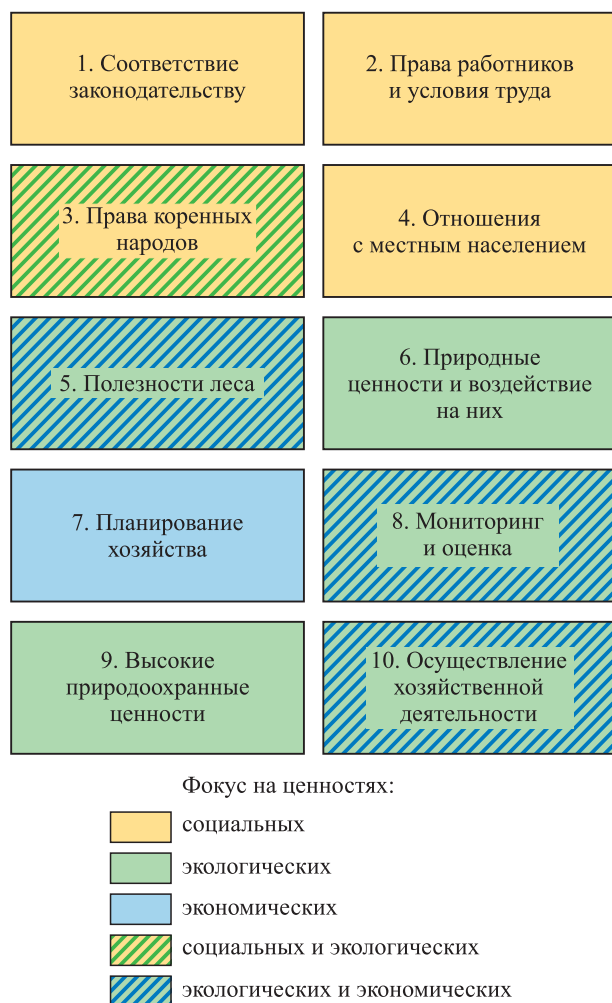 1. Соответствие
законодательству
2. Права работников
и условия труда
3. Права коренных
народов
4. Отношения
с местным населением
5. Полезности леса
6. Природные
ценности и воздействие
на них
7. Планирование
хозяйства
8. Мониторинг
и оценка
9. Высокие
природоохранные
ценности
10. Осуществление
хозяйственной
деятельности
Фокус на ценностях:
социальных
экологических
экономических
социальных и экологических
экологических и экономических